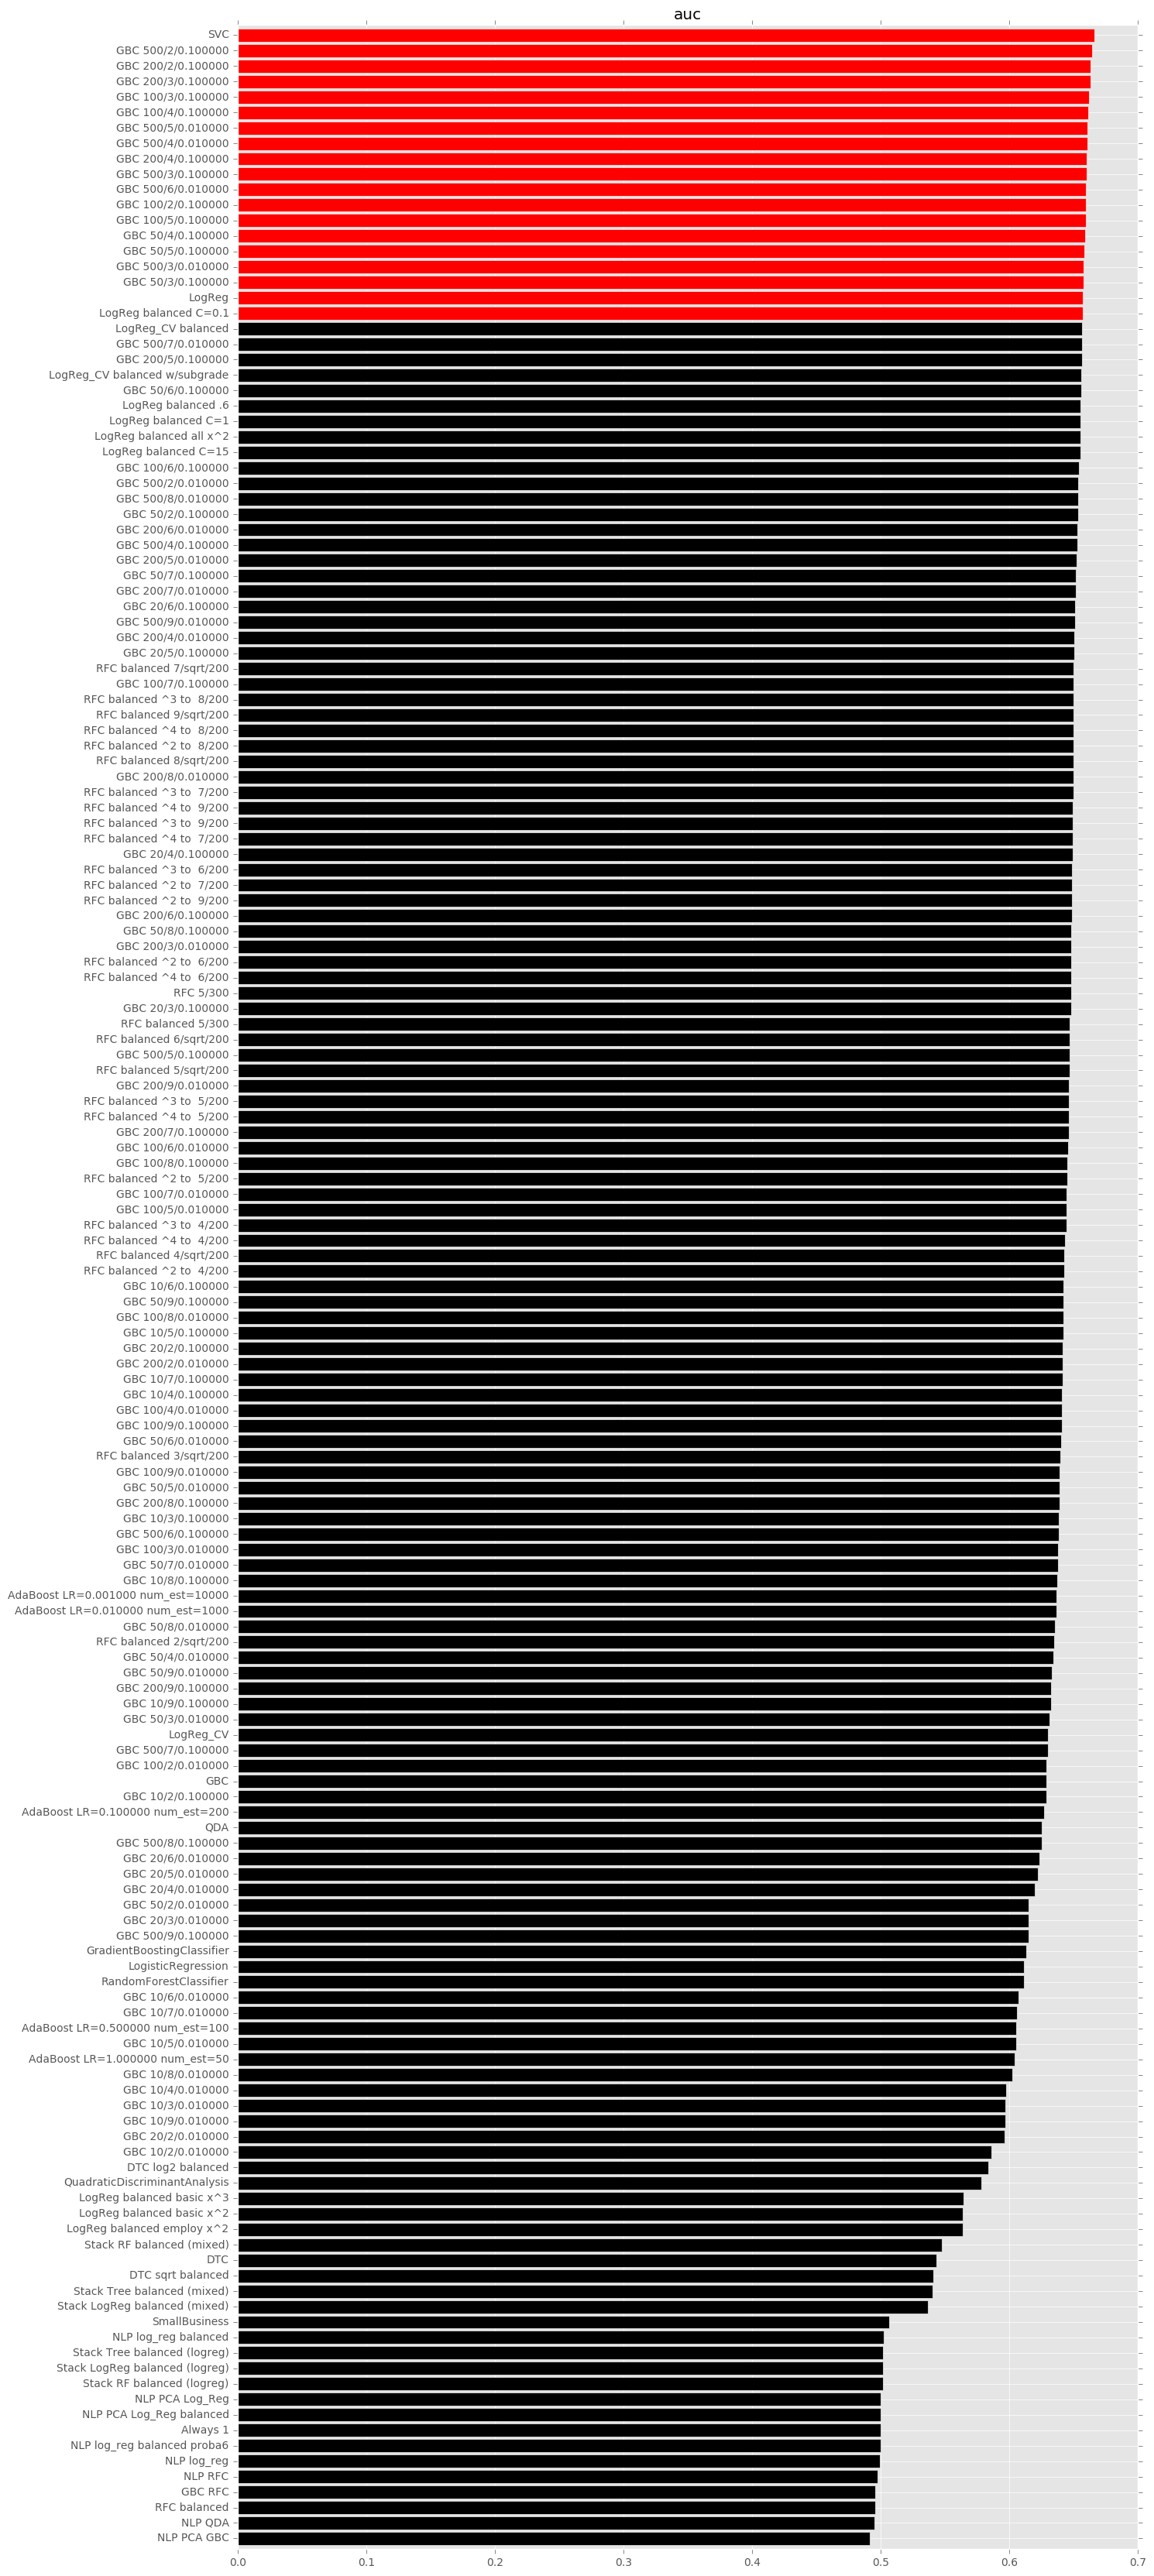 auc
SVC
GBC 500/2/0.100000
GBC 200/2/0.100000
GBC 200/3/0.100000
GBC 100/3/0.100000
GBC 100/4/0.100000
GBC 500/5/0.010000
GBC 500/4/0.010000
GBC 200/4/0.100000
GBC 500/3/0.100000
GBC 500/6/0.010000
GBC 100/2/0.100000
GBC 100/5/0.100000
GBC 50/4/0.100000
GBC 50/5/0.100000
GBC 500/3/0.010000
GBC 50/3/0.100000
LogReg
LogReg balanced C=0.1
LogReg_CV balanced
GBC 500/7/0.010000
GBC 200/5/0.100000
LogReg_CV balanced w/subgrade
GBC 50/6/0.100000
LogReg balanced .6
LogReg balanced C=1
LogReg balanced all x^2
LogReg balanced C=15
GBC 100/6/0.100000
GBC 500/2/0.010000
GBC 500/8/0.010000
GBC 50/2/0.100000
GBC 200/6/0.010000
GBC 500/4/0.100000
GBC 200/5/0.010000
GBC 50/7/0.100000
GBC 200/7/0.010000
GBC 20/6/0.100000
GBC 500/9/0.010000
GBC 200/4/0.010000
GBC 20/5/0.100000
RFC balanced 7/sqrt/200
GBC 100/7/0.100000
RFC balanced ^3 to  8/200
RFC balanced 9/sqrt/200
RFC balanced ^4 to  8/200
RFC balanced ^2 to  8/200
RFC balanced 8/sqrt/200
GBC 200/8/0.010000
RFC balanced ^3 to  7/200
RFC balanced ^4 to  9/200
RFC balanced ^3 to  9/200
RFC balanced ^4 to  7/200
GBC 20/4/0.100000
RFC balanced ^3 to  6/200
RFC balanced ^2 to  7/200
RFC balanced ^2 to  9/200
GBC 200/6/0.100000
GBC 50/8/0.100000
GBC 200/3/0.010000
RFC balanced ^2 to  6/200
RFC balanced ^4 to  6/200
RFC 5/300
GBC 20/3/0.100000
RFC balanced 5/300
RFC balanced 6/sqrt/200
GBC 500/5/0.100000
RFC balanced 5/sqrt/200
GBC 200/9/0.010000
RFC balanced ^3 to  5/200
RFC balanced ^4 to  5/200
GBC 200/7/0.100000
GBC 100/6/0.010000
GBC 100/8/0.100000
RFC balanced ^2 to  5/200
GBC 100/7/0.010000
GBC 100/5/0.010000
RFC balanced ^3 to  4/200
RFC balanced ^4 to  4/200
RFC balanced 4/sqrt/200
RFC balanced ^2 to  4/200
GBC 10/6/0.100000
GBC 50/9/0.100000
GBC 100/8/0.010000
GBC 10/5/0.100000
GBC 20/2/0.100000
GBC 200/2/0.010000
GBC 10/7/0.100000
GBC 10/4/0.100000
GBC 100/4/0.010000
GBC 100/9/0.100000
GBC 50/6/0.010000
RFC balanced 3/sqrt/200
GBC 100/9/0.010000
GBC 50/5/0.010000
GBC 200/8/0.100000
GBC 10/3/0.100000
GBC 500/6/0.100000
GBC 100/3/0.010000
GBC 50/7/0.010000
GBC 10/8/0.100000
AdaBoost LR=0.001000 num_est=10000
AdaBoost LR=0.010000 num_est=1000
GBC 50/8/0.010000
RFC balanced 2/sqrt/200
GBC 50/4/0.010000
GBC 50/9/0.010000
GBC 200/9/0.100000
GBC 10/9/0.100000
GBC 50/3/0.010000
LogReg_CV
GBC 500/7/0.100000
GBC 100/2/0.010000
GBC
GBC 10/2/0.100000
AdaBoost LR=0.100000 num_est=200
QDA
GBC 500/8/0.100000
GBC 20/6/0.010000
GBC 20/5/0.010000
GBC 20/4/0.010000
GBC 50/2/0.010000
GBC 20/3/0.010000
GBC 500/9/0.100000
GradientBoostingClassifier
LogisticRegression
RandomForestClassifier
GBC 10/6/0.010000
GBC 10/7/0.010000
AdaBoost LR=0.500000 num_est=100
GBC 10/5/0.010000
AdaBoost LR=1.000000 num_est=50
GBC 10/8/0.010000
GBC 10/4/0.010000
GBC 10/3/0.010000
GBC 10/9/0.010000
GBC 20/2/0.010000
GBC 10/2/0.010000
DTC log2 balanced
QuadraticDiscriminantAnalysis
LogReg balanced basic x^3
LogReg balanced basic x^2
LogReg balanced employ x^2
Stack RF balanced (mixed)
DTC
DTC sqrt balanced
Stack Tree balanced (mixed)
Stack LogReg balanced (mixed)
SmallBusiness
NLP log_reg balanced
Stack Tree balanced (logreg)
Stack LogReg balanced (logreg)
Stack RF balanced (logreg)
NLP PCA Log_Reg
NLP PCA Log_Reg balanced
Always 1
NLP log_reg balanced proba6
NLP log_reg
NLP RFC
GBC RFC
RFC balanced
NLP QDA
NLP PCA GBC
0.0 0.1 0.2 0.3 0.4 0.5 0.6 0.7